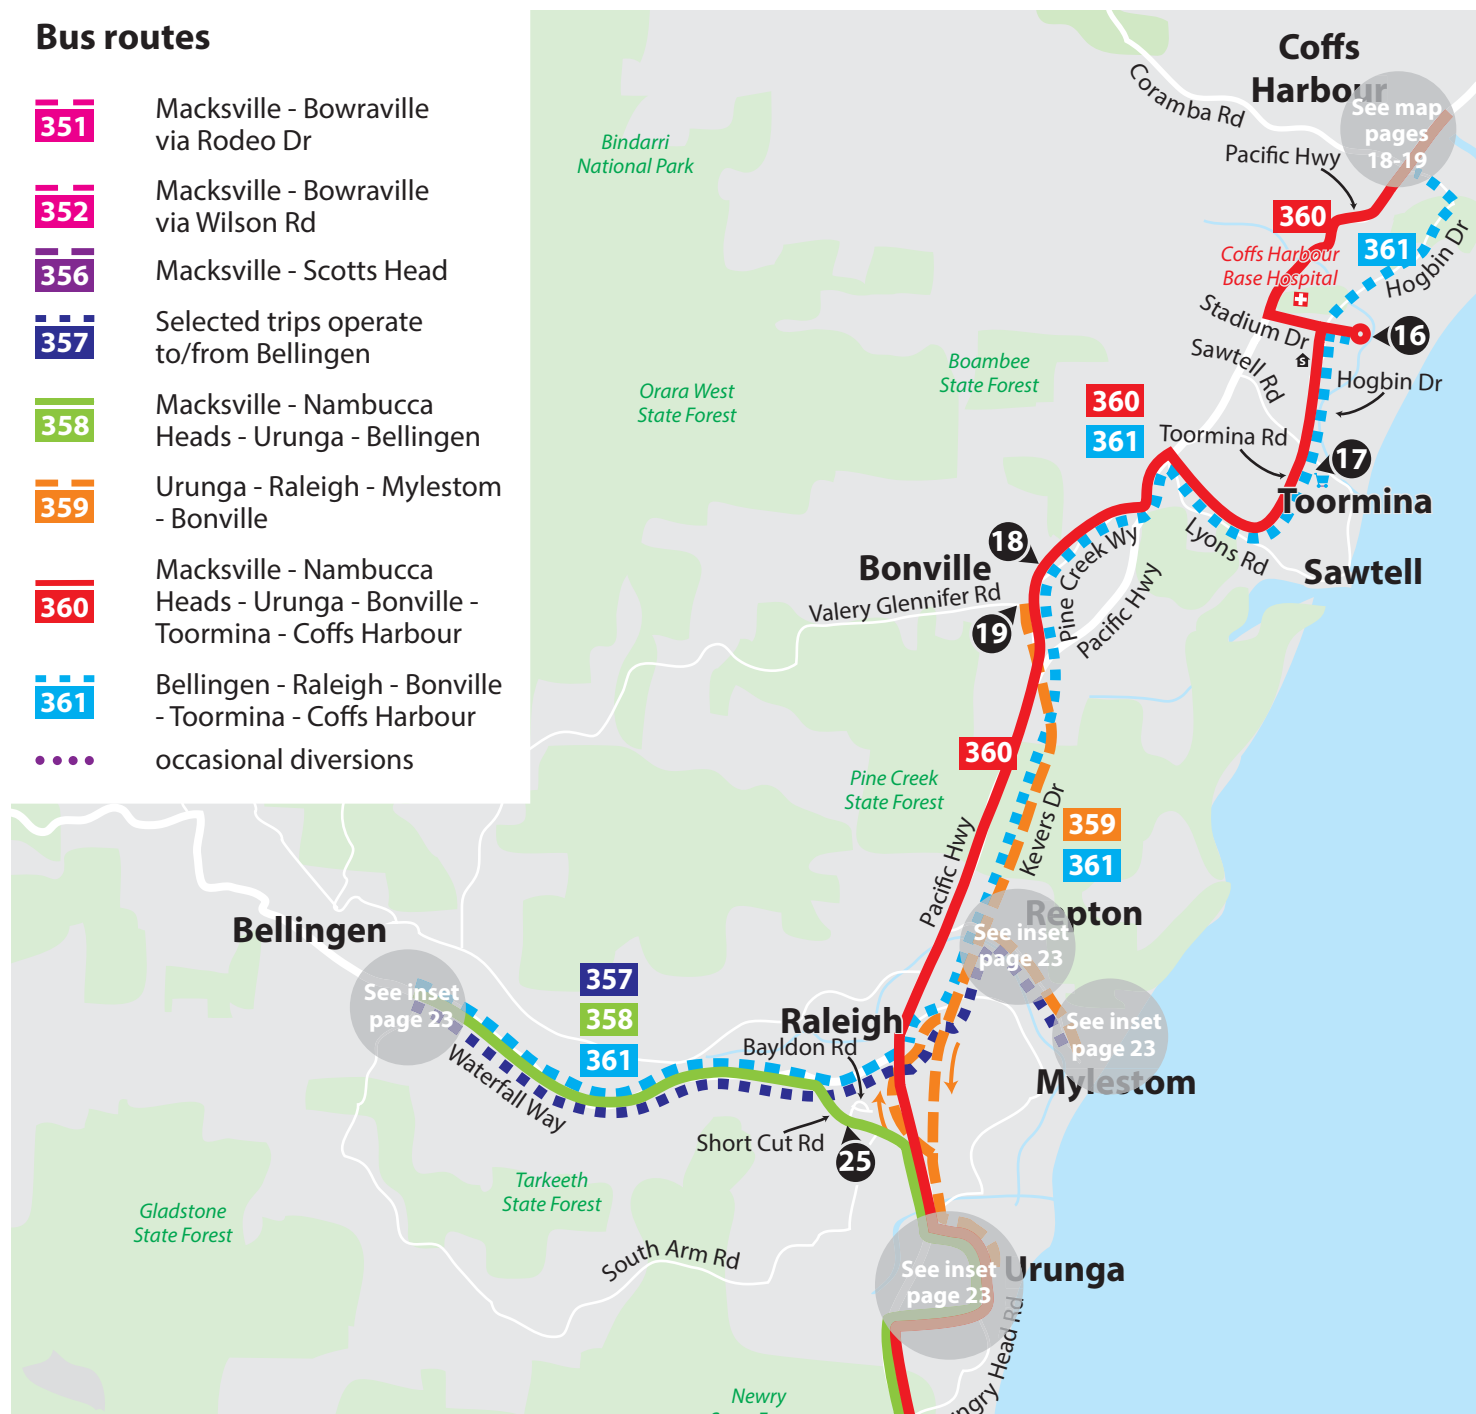 Bus routes
351
Macksville - Bowraville
via Rodeo Dr
352
Macksville - Bowraville
via Wilson Rd
356
Macksville - Scotts Head
357
Selected trips operate
to/from Bellingen
358
Macksville - Nambucca
Heads - Urunga - Bellingen
359
Urunga - Raleigh - Mylestom
- Bonville
360
Macksville - Nambucca
Heads - Urunga - Bonville -
Toormina - Coffs Harbour
361
Bellingen - Raleigh - Bonville
- Toormina - Coffs Harbour
occasional diversions
Coffs
Harbour
See map
pages
18-19
Coramba Rd
Pacific Hwy
Bindarri
National Park
360
361
Hogbin Dr
Coffs Harbour
Base Hospital
Stadium Dr
16
Sawtell Rd
S
Hogbin Dr
Boambee
State Forest
Orara West
State Forest
360
361
Toormina Rd
17
Toormina
Lyons Rd
Sawtell
18
Bonville
Pine Creek Wy
Pacific Hwy
Valery Glennifer Rd
19
360
Pine Creek
State Forest
Kevers Dr
359
361
Pacific Hwy
Repton
See inset
page 23
Bellingen
See inset
page 23
357
358
361
Raleigh
Bayldon Rd
See inset
page 23
Mylestom
Waterfall Way
Short Cut Rd
25
Tarkeeth
State Forest
Gladstone
State Forest
South Arm Rd
See inset
page 23
Urunga
ngry Head Rd
Newry